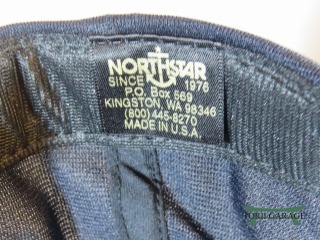 NORTHSTAR
SINCE 1976
P.O. Box 569
KINGSTON, WA 98346
(800) 445-8270
MADE IN U.S.A.